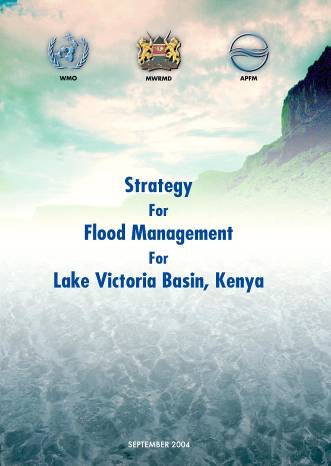 WMO MWRMD APFM
Strategy
For
Flood Management
For
Lake Victoria Basin, Kenya
SEPTEMBER 2004